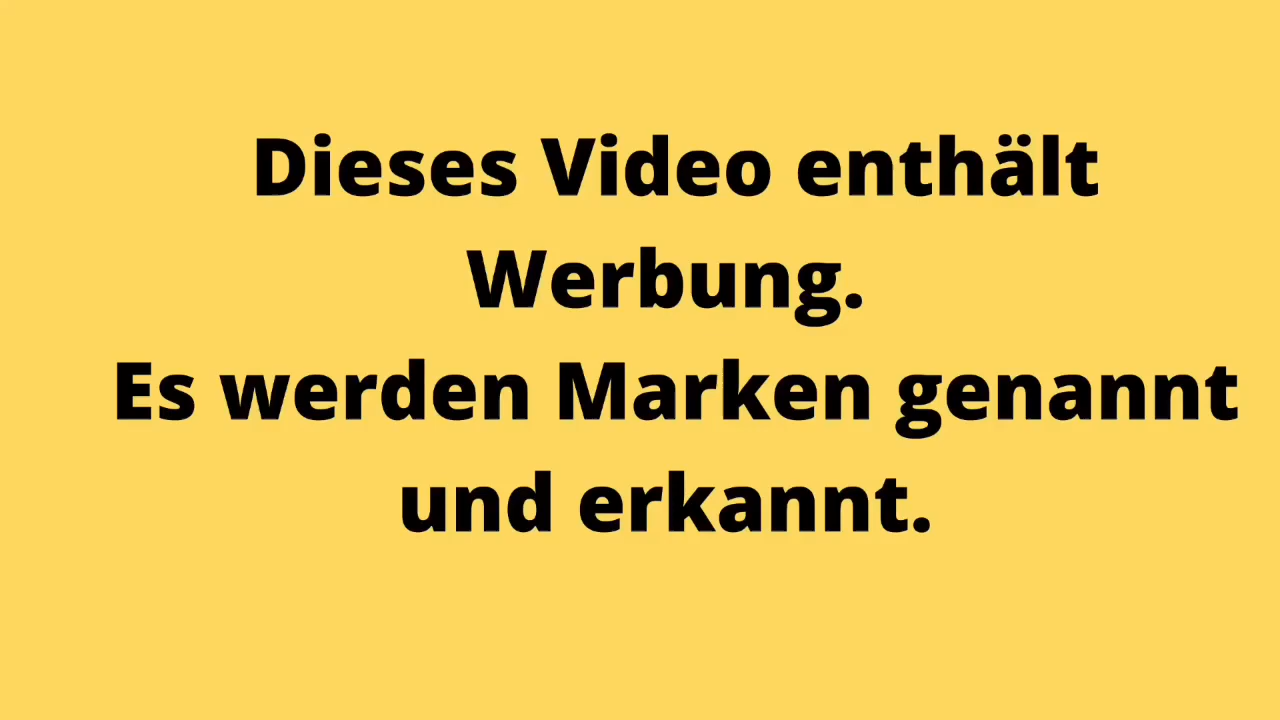 Dieses Video enthält
Werbung.
Es werden Marken genannt
und erkannt.